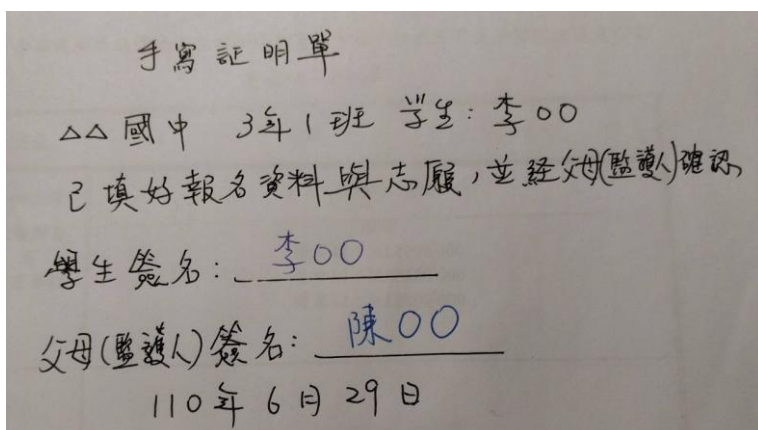 手寫証明單
△△國中 3年1班 学生:李OO
已填好報名資料與志願,並経父母(監護人)確認
學生簽名:李OO
父母(監護人)簽名:陳OO
110年6月29日